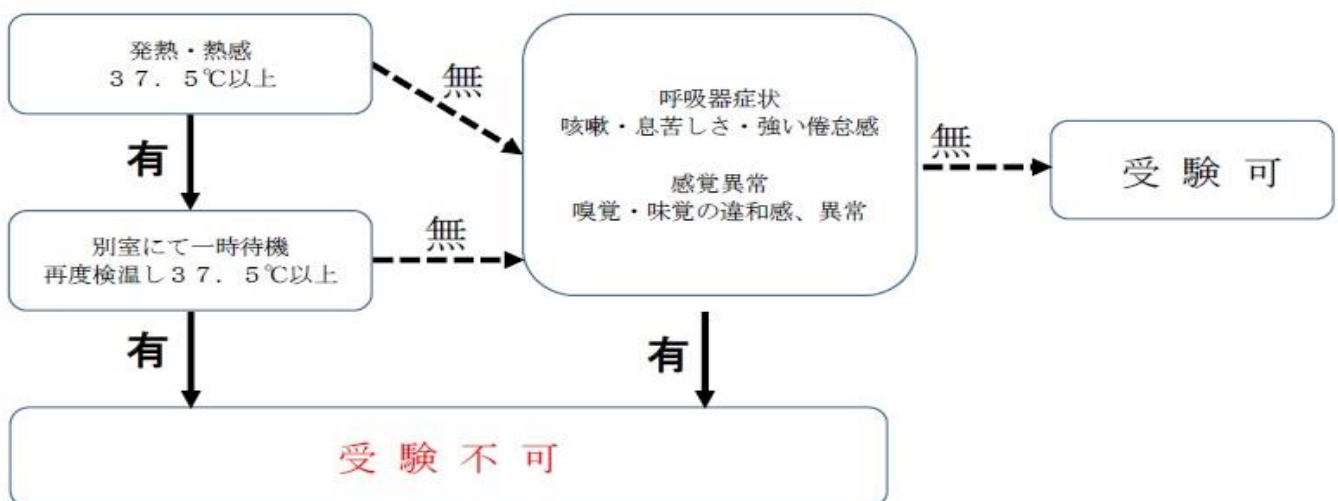 発熱・熱感
３７．５℃以上
無
有
別室にて一時待機
再度検温し３７．５℃以上
無
有
呼吸器症状
咳嗽・息苦しさ・強い倦怠感
感覚異常
嗅覚・味覚の違和感、異常
無
有
受 験 可
受 験 不 可